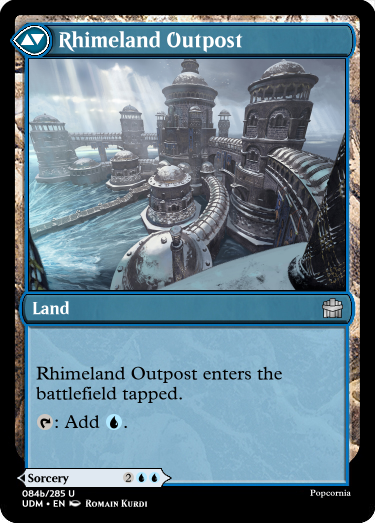 Rhimeland Outpost
Land
Rhimeland Outpost enters the
battlefield tapped.
: Add .
Sorcery 2
084b/285 U
Popcornia
UDM • EN Romain Kurdi